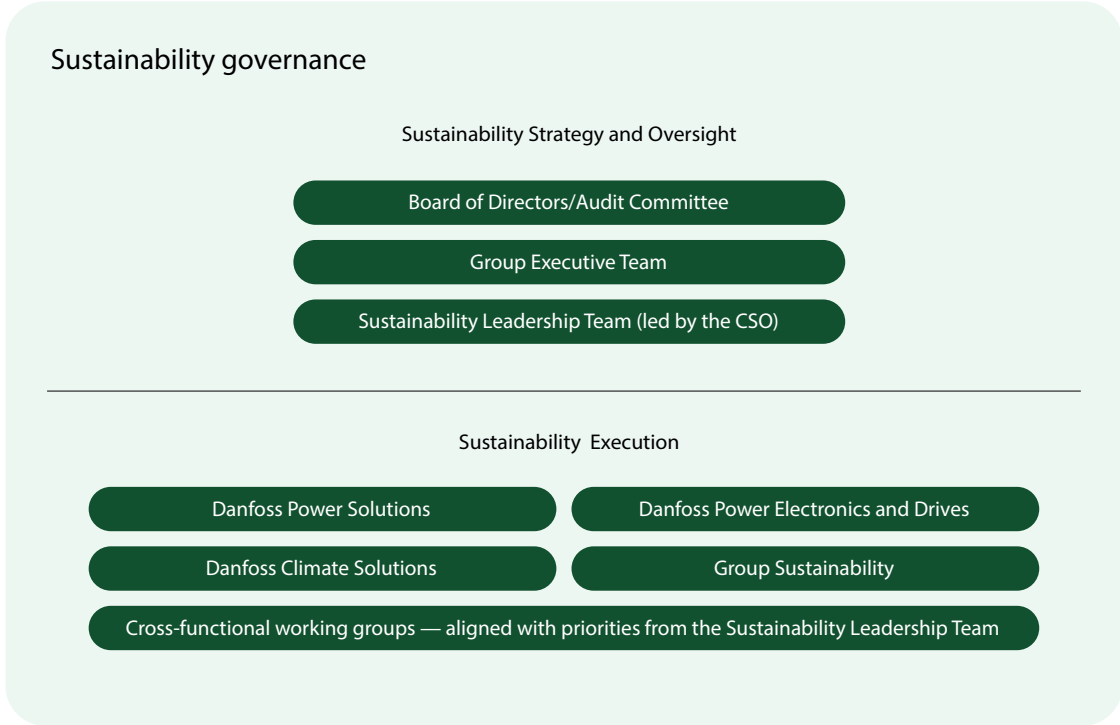 Sustainability governance
Sustainability Strategy and Oversight
Board of Directors/Audit Committee
Group Executive Team
Sustainability Leadership Team (led by the CSO)
Sustainability Execution
Danfoss Power Solutions
Danfoss Power Electronics and Drives
Danfoss Climate Solutions
Group Sustainability
Cross-functional working groups — aligned with priorities from the Sustainability Leadership Team